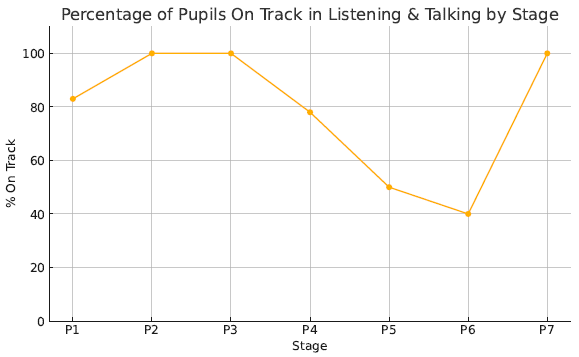 Percentage of Pupils On Track in Listening & Talking by Stage
% On Track
100
80
60
40
20
0
P1 P2 P3 P4 P5 P6 P7
Stage